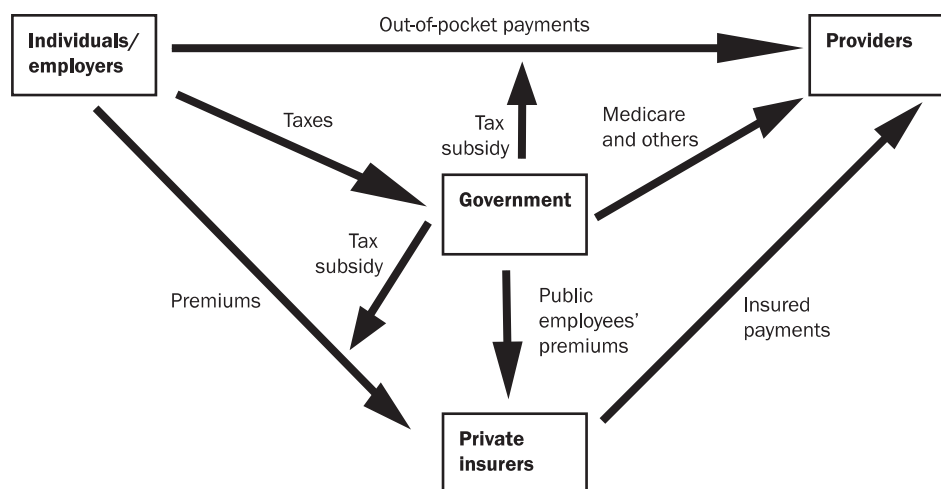 Out-of-pocket payments
Individuals/
employers
Providers
Taxes
Tax
subsidy
Medicare
and others
Government
Tax
subsidy
Premiums
Public
employees’
premiums
Insured
payments
Private
insurers